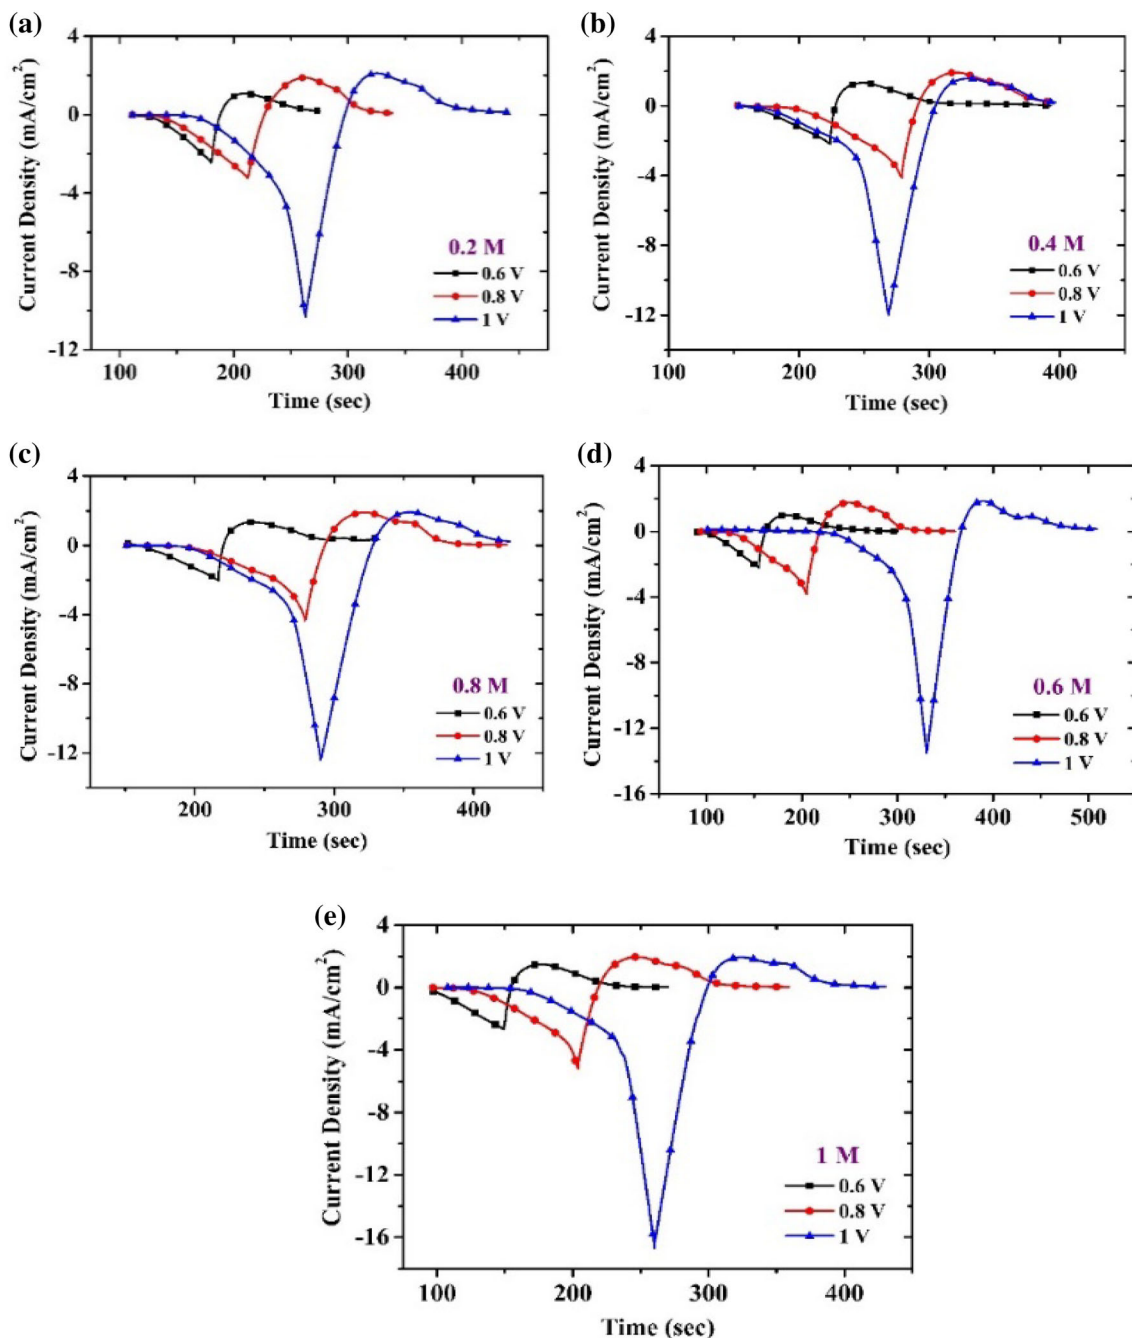 (a)
4
0
-4
-8
-12
Current Density (mA/cm²)
100 200 300 400
Time (sec)
0.2 M
0.6 V
0.8 V
1 V
(b)
4
0
-4
-8
-12
Current Density (mA/cm²)
100 200 300 400
Time (sec)
0.4 M
0.6 V
0.8 V
1 V
(c)
4
0
-4
-8
-12
Current Density (mA/cm²)
200 300 400
Time (sec)
0.8 M
0.6 V
0.8 V
1 V
(d)
4
0
-4
-8
-12
-16
Current Density (mA/cm²)
100 200 300 400 500
Time (sec)
0.6 M
0.6 V
0.8 V
1 V
(e)
4
0
-4
-8
-12
-16
Current Density (mA/cm²)
100 200 300 400
Time (sec)
1 M
0.6 V
0.8 V
1 V